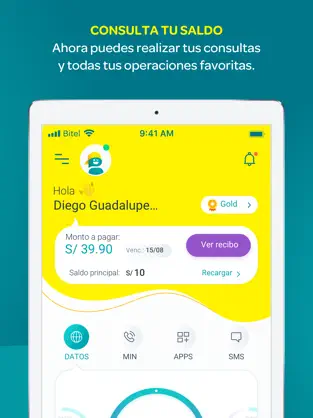 CONSULTA TU SALDO
Ahora puedes realizar tus consultas
y todas tus operaciones favoritas.
Bitel 9:41 AM
Hola
Diego Guadalupe...
Gold
Monto a pagar:
S/ 39.90 Venc.: 15/08
Ver recibo
Saldo principal: S/ 10 Recargar
DATOS MIN APPS SMS